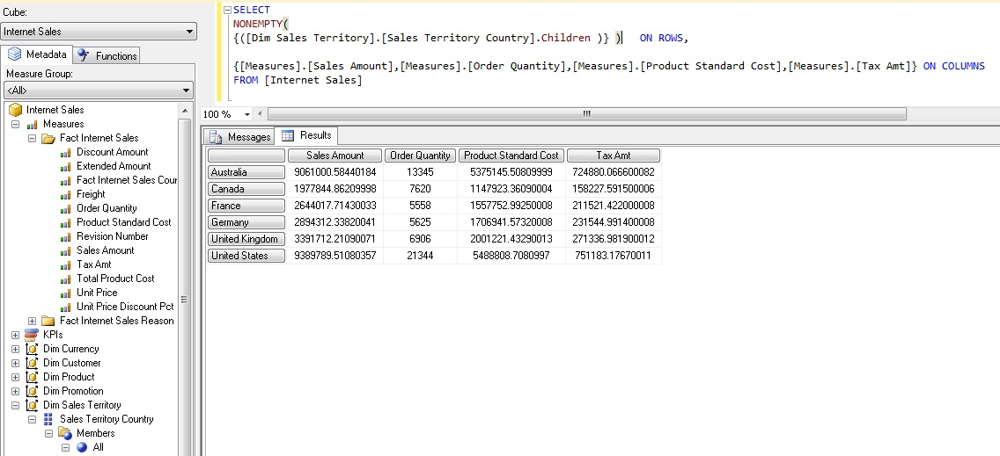 Cube:
Internet Sales
Metadata Functions
Measure Group:
<All>
Internet Sales
Measures
Fact Internet Sales
Discount Amount
Extended Amount
Fact Internet Sales Cour
Freight
Order Quantity
Product Standard Cost
Revision Number
Sales Amount
Tax Amt
Total Product Cost
Unit Price
Unit Price Discount Pct
Fact Internet Sales Reason
KPIs
Dim Currency
Dim Customer
Dim Product
Dim Promotion
Dim Sales Territory
Sales Territory Country
Members
All
SELECT
NONEMPTY(
{([Dim Sales Territory].[Sales Territory Country].Children )} ) ON ROWS,
{[Measures].[Sales Amount],[Measures].[Order Quantity],[Measures].[Product Standard Cost],[Measures].[Tax Amt]} ON COLUMNS
FROM [Internet Sales]
100 %
Messages Results
Sales Amount Order Quantity Product Standard Cost Tax Amt
Australia 9061000.58440184 13345 5375145.50809999 724880.066600082
Canada 1977844.86209998 7620 1147923.36090004 158227.591500006
France 2644017.71430033 5558 1557752.99250008 211521.422000008
Germany 2894312.33820041 5625 1706941.57320008 231544.991400008
United Kingdom 3391712.21090071 6906 2001221.43290013 271336.981900012
United States 9389789.51080357 21344 5488808.7080997 751183.17670011